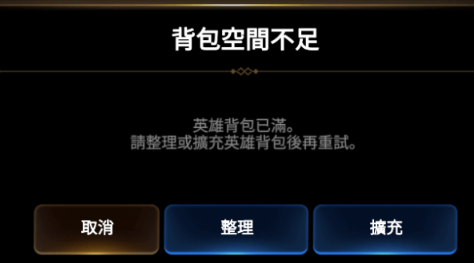 背包空間不足
英雄背包已滿。
請整理或擴充英雄背包後再重試。
取消
整理
擴充